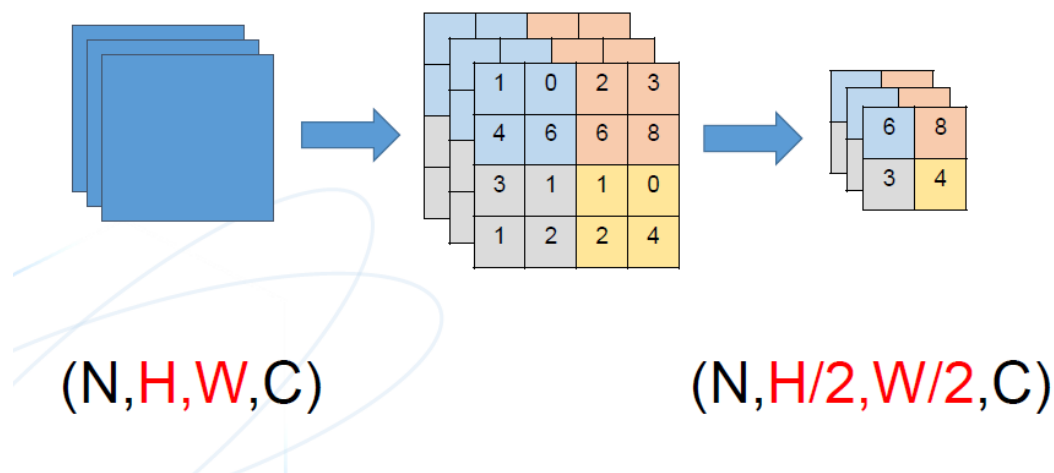 1 0 2 3
4 6 6 8
3 1 1 0
1 2 2 4
6 8
3 4
(N,H,W,C)
(N,H/2,W/2,C)